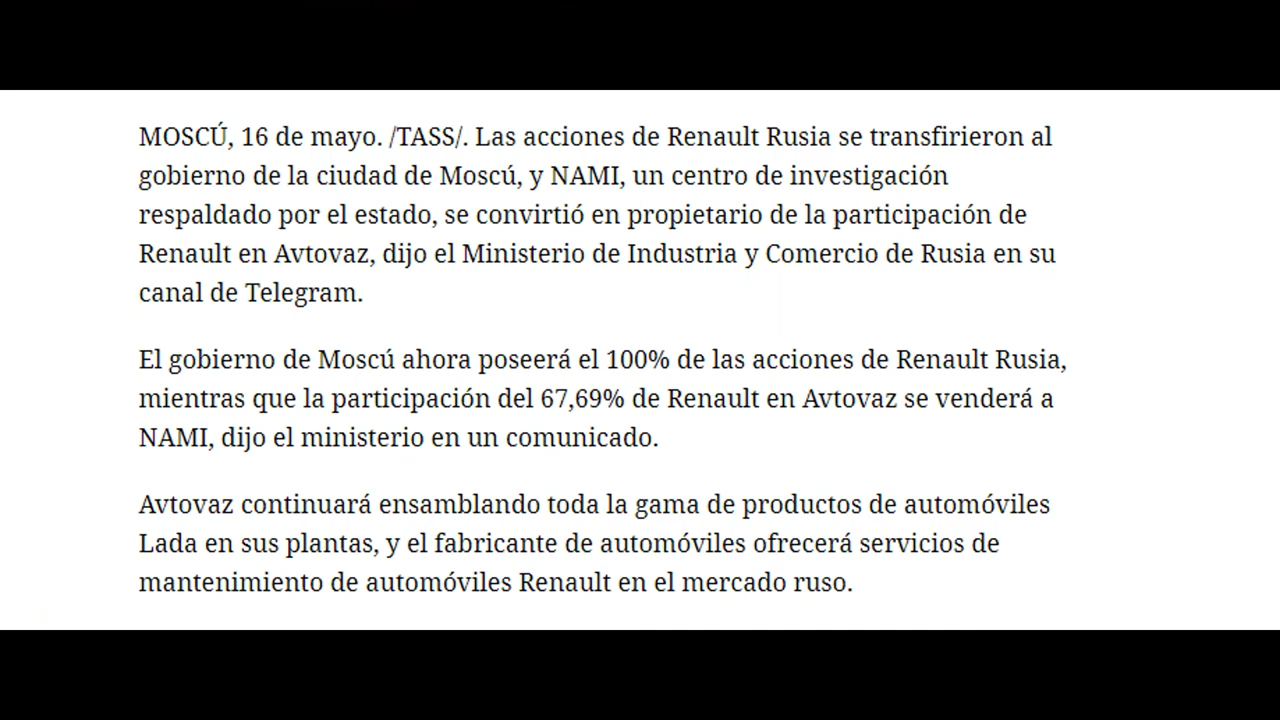 MOSCÚ, 16 de mayo. /TASS/. Las acciones de Renault Rusia se transfirieron al
gobierno de la ciudad de Moscú, y NAMI, un centro de investigación
respaldado por el estado, se convirtió en propietario de la participación de
Renault en Avtovaz, dijo el Ministerio de Industria y Comercio de Rusia en su
canal de Telegram.
El gobierno de Moscú ahora poseerá el 100% de las acciones de Renault Rusia,
mientras que la participación del 67,69% de Renault en Avtovaz se venderá a
NAMI, dijo el ministerio en un comunicado.
Avtovaz continuará ensamblando toda la gama de productos de automóviles
Lada en sus plantas, y el fabricante de automóviles ofrecerá servicios de
mantenimiento de automóviles Renault en el mercado ruso.